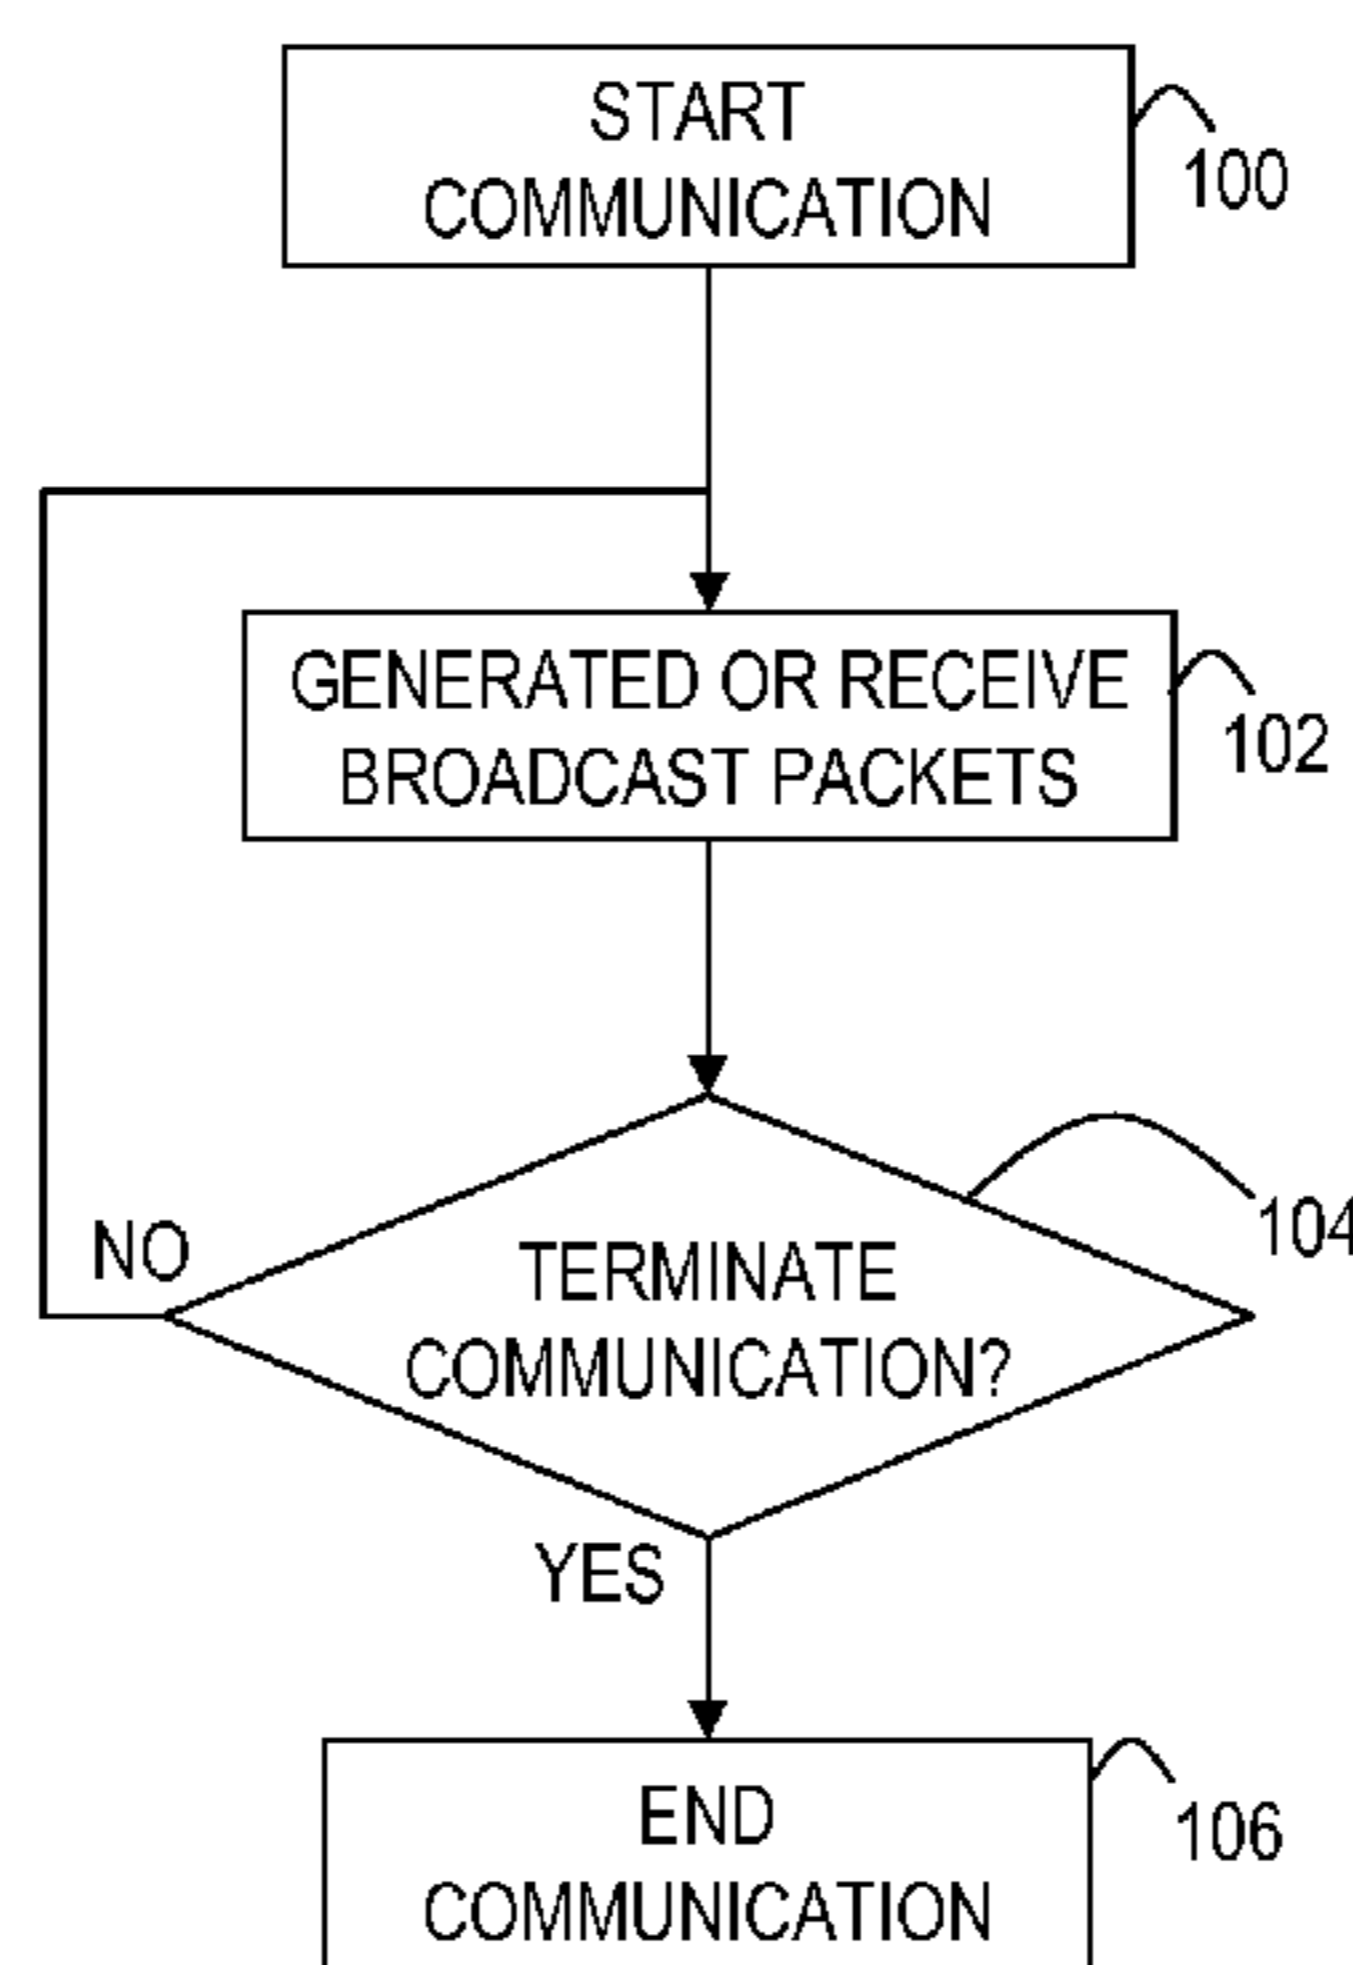 START
COMMUNICATION
100
GENERATED OR RECEIVE
BROADCAST PACKETS
102
104
NO
TERMINATE
COMMUNICATION?
YES
END
COMMUNICATION
106